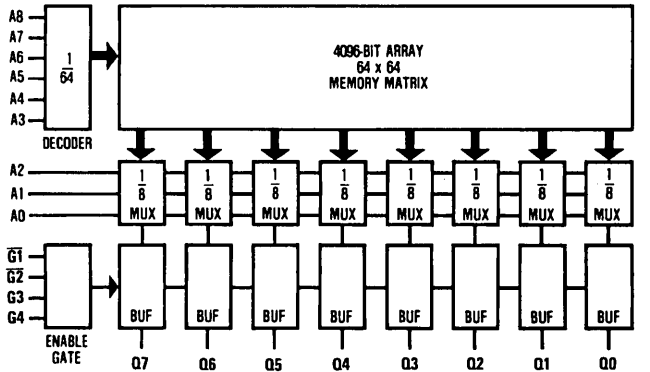 A8
A7
A6
A5
A4
A3
1
64
DECODER
4096-BIT ARRAY
64 x 64
MEMORY MATRIX
A2
A1
A0
1 1 1 1 1 1 1 1
8 8 8 8 8 8 8 8
MUX MUX MUX MUX MUX MUX MUX MUX
G1
G2
G3
G4
ENABLE
GATE
BUF BUF BUF BUF BUF BUF BUF BUF
Q7 Q6 Q5 Q4 Q3 Q2 Q1 Q0